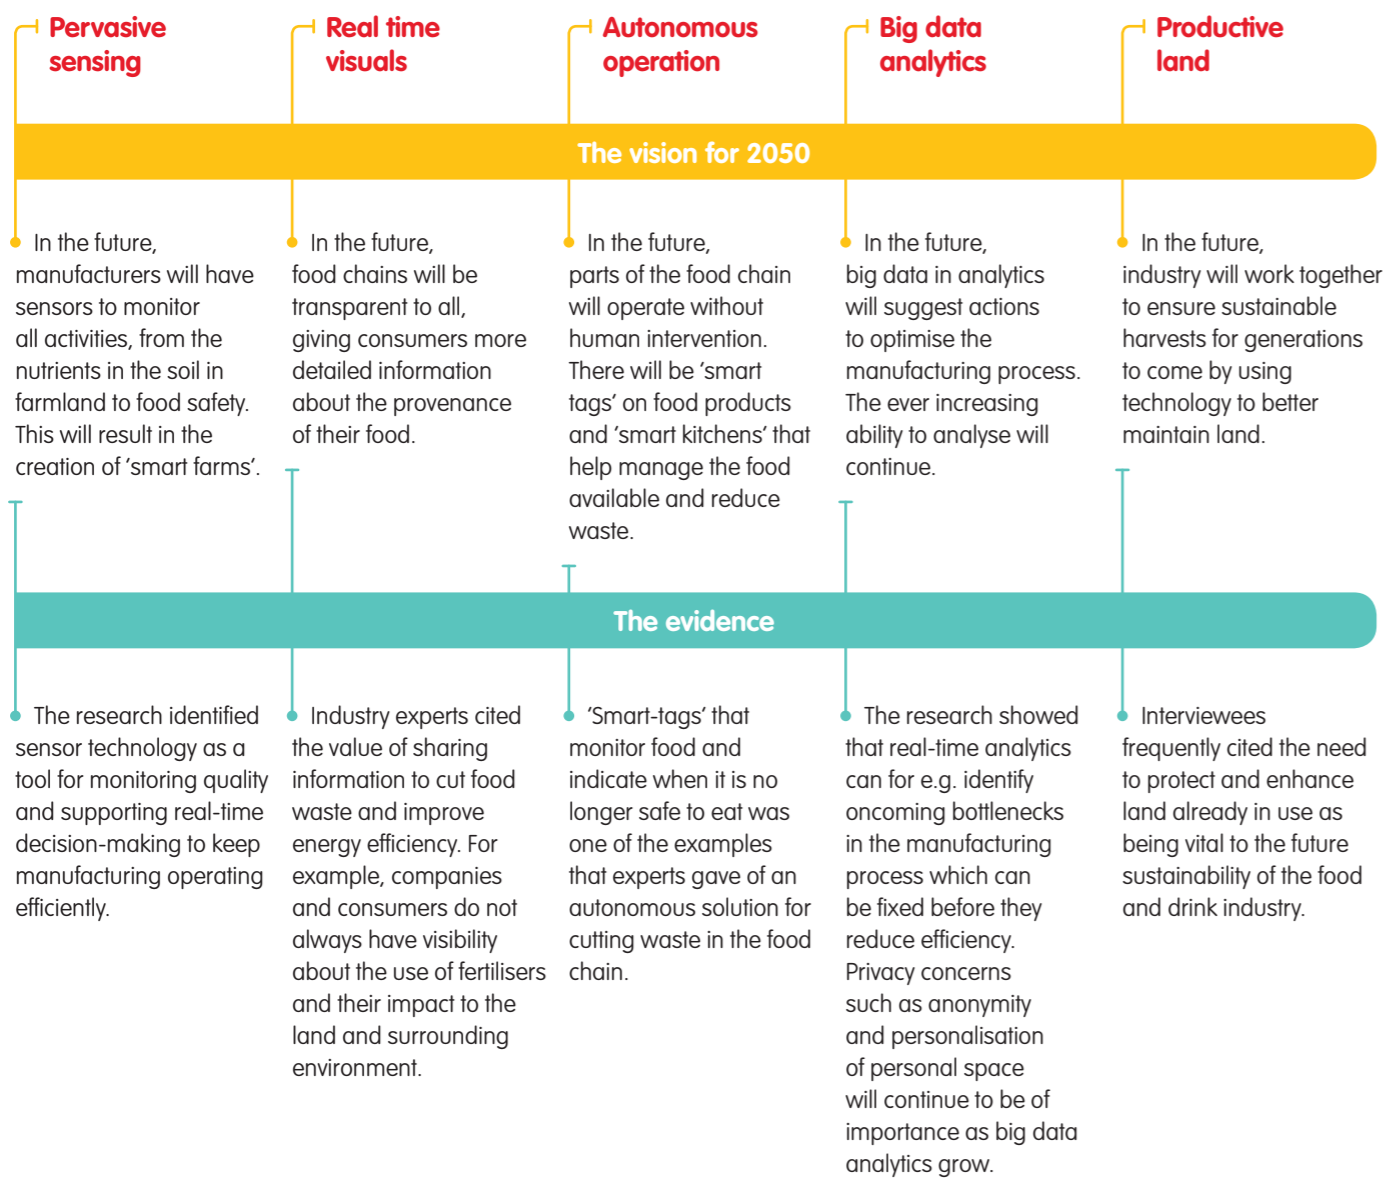 Pervasive
sensing
Real time
visuals
Autonomous
operation
Big data
analytics
Productive
land
The vision for 2050
In the future,
manufacturers will have
sensors to monitor
all activities, from the
nutrients in the soil in
farmland to food safety.
This will result in the
creation of ‘smart farms’.
In the future,
food chains will be
transparent to all,
giving consumers more
detailed information
about the provenance
of their food.
In the future,
parts of the food chain
will operate without
human intervention.
There will be ‘smart
tags’ on food products
and ‘smart kitchens’ that
help manage the food
available and reduce
waste.
In the future,
big data in analytics
will suggest actions
to optimise the
manufacturing process.
The ever increasing
ability to analyse will
continue.
In the future,
industry will work together
to ensure sustainable
harvests for generations
to come by using
technology to better
maintain land.
The evidence
The research identified
sensor technology as a
tool for monitoring quality
and supporting real-time
decision-making to keep
manufacturing operating
efficiently.
Industry experts cited
the value of sharing
information to cut food
waste and improve
energy efficiency. For
example, companies
and consumers do not
always have visibility
about the use of fertilisers
and their impact to the
land and surrounding
environment.
‘Smart-tags’ that
monitor food and
indicate when it is no
longer safe to eat was
one of the examples
that experts gave of an
autonomous solution for
cutting waste in the food
chain.
The research showed
that real-time analytics
can for e.g. identify
oncoming bottlenecks
in the manufacturing
process which can
be fixed before they
reduce efficiency.
Privacy concerns
such as anonymity
and personalisation
of personal space
will continue to be of
importance as big data
analytics grow.
Interviewees
frequently cited the need
to protect and enhance
land already in use as
being vital to the future
sustainability of the food
and drink industry.